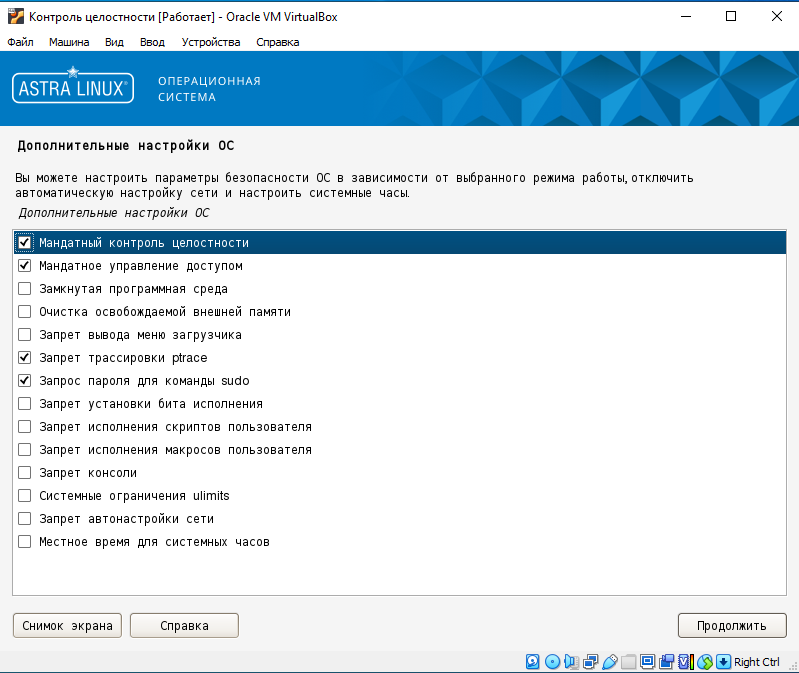 Контроль целостности [Работает] - Oracle VM VirtualBox
Файл Машина Вид Ввод Устройства Справка
ASTRA LINUX®
ОПЕРАЦИОННАЯ
СИСТЕМА
Дополнительные настройки ОС
Вы можете настроить параметры безопасности ОС в зависимости от выбранного режима работы, отключить
автоматическую настройку сети и настроить системные часы.
Дополнительные настройки ОС
Мандатный контроль целостности
Мандатное управление доступом
Замкнутая программная среда
Очистка освобождаемой внешней памяти
Запрет вывода меню загрузчика
Запрет трассировки ptrace
Запрос пароля для команды sudo
Запрет установки бита исполнения
Запрет исполнения скриптов пользователя
Запрет исполнения макросов пользователя
Запрет консоли
Системные ограничения ulimits
Запрет автонастройки сети
Местное время для системных часов
Снимок экрана Справка Продолжить
Right Ctrl